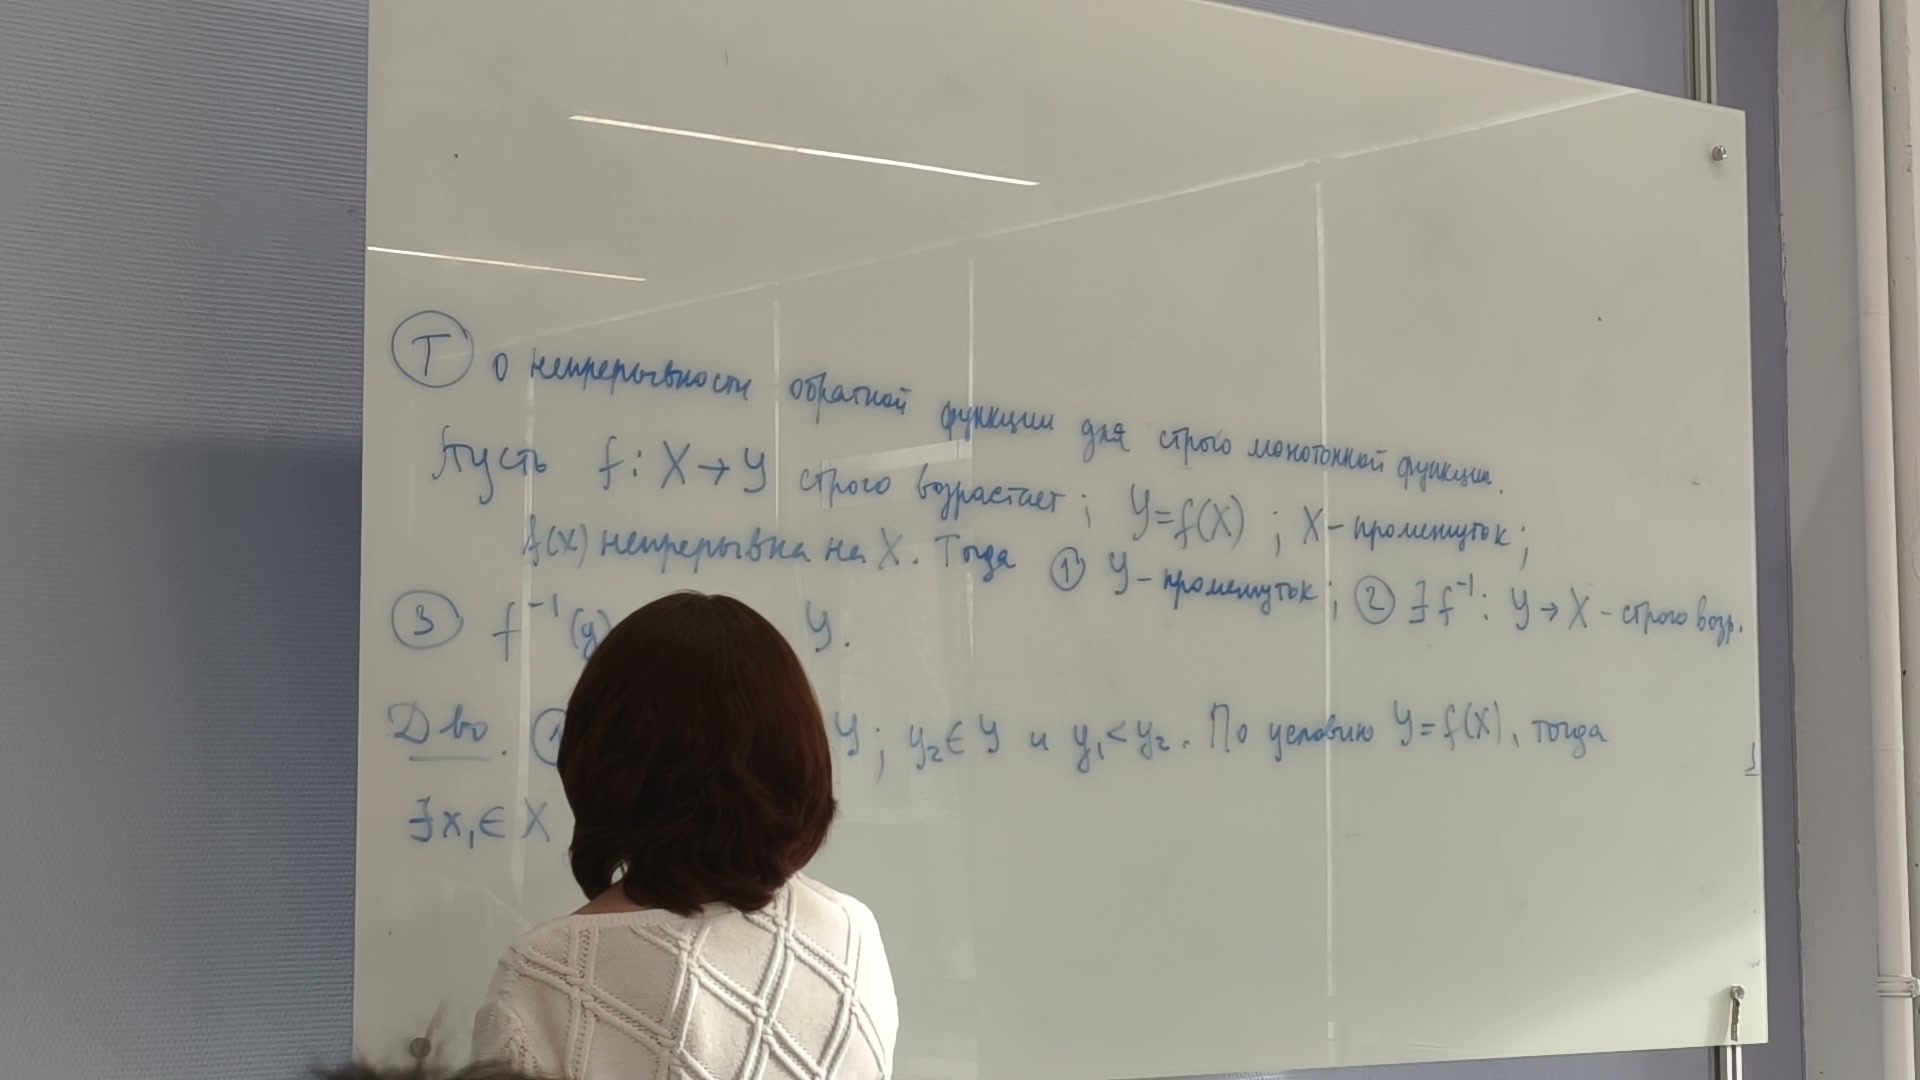 Т о непрерывности обратной функции для строго монотонной функции.
Пусть f: X → Y строго возрастает; Y=f(X); X – промежуток;
f(x) непрерывна на X. Тогда ① Y – промежуток; ② ∃ f⁻¹: Y → X – строго возр.
③ f⁻¹(y) Y.
Д-во. Y; y₂ ∈ Y и y₁ < y₂. По условию Y = f(X), тогда
∃ x₁ ∈ X